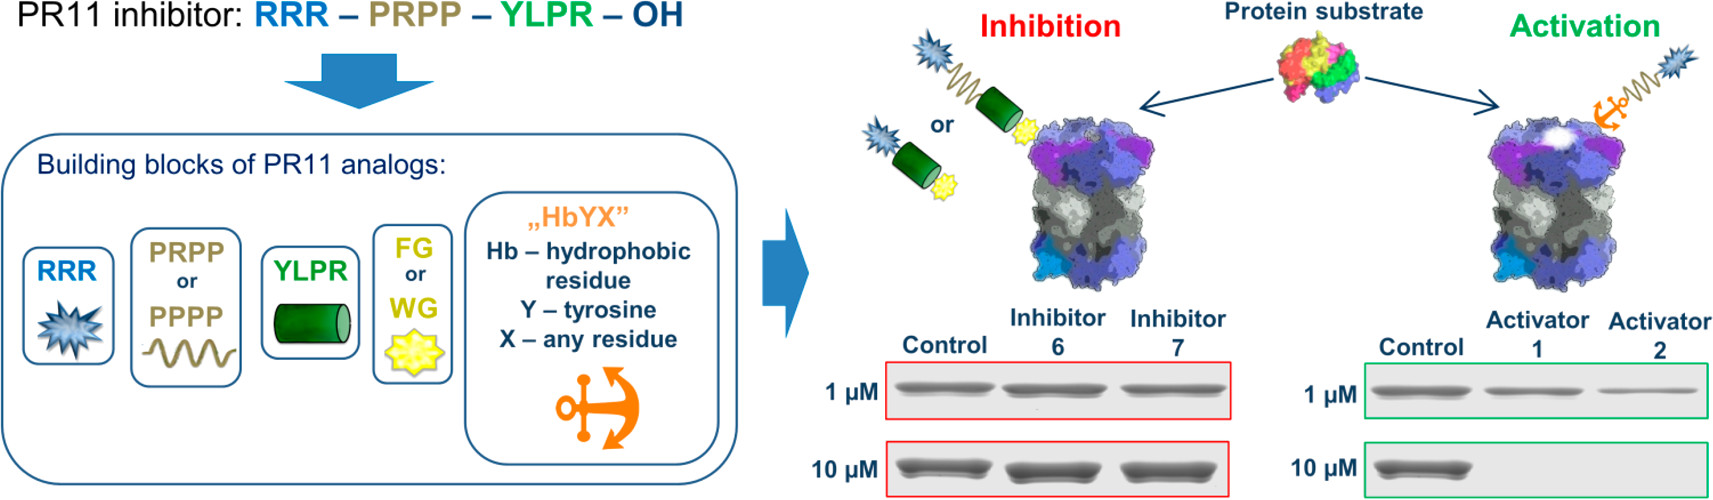 PR11 inhibitor: RRR – PRPP – YLPR – OH
Building blocks of PR11 analogs:
RRR
PRPP
or
PPPP
YLPR
FG
or
WG
„HbYX”
Hb – hydrophobic
residue
Y – tyrosine
X – any residue
Inhibition
Protein substrate
Activation
or
Control
Inhibitor
6
Inhibitor
7
1 µM
10 µM
Control
Activator
1
Activator
2
1 µM
10 µM